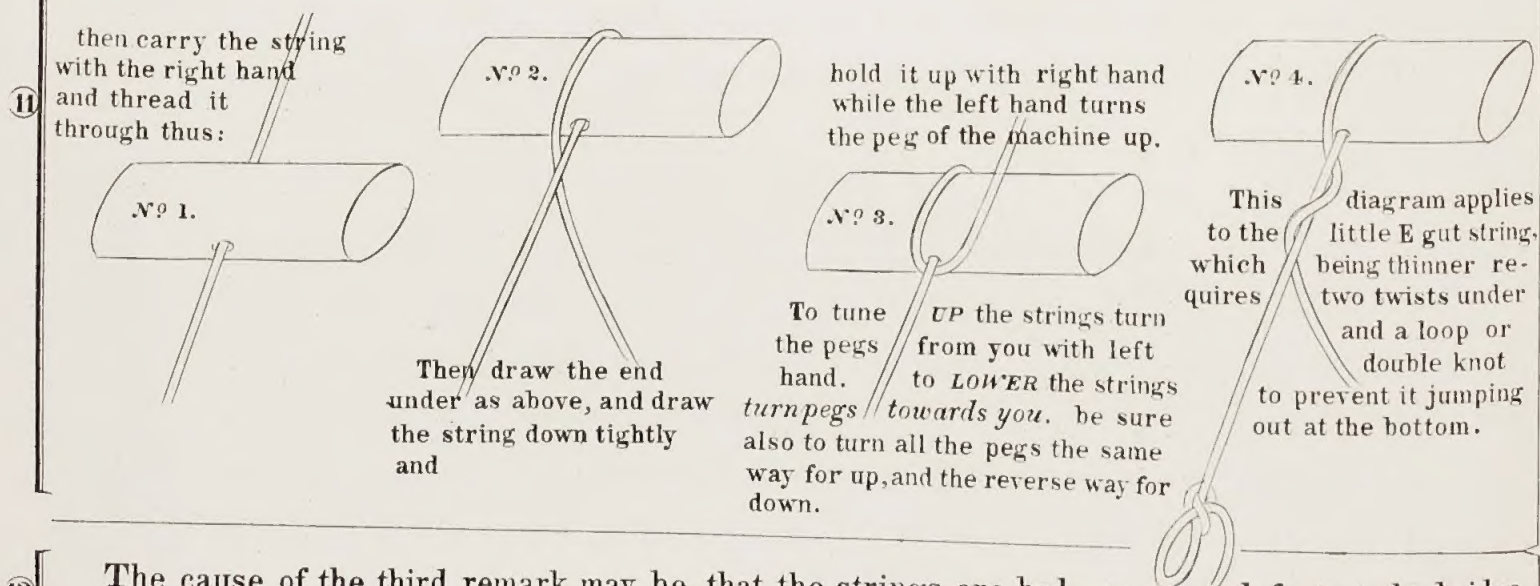 11
then carry the string
with the right hand
and thread it
through thus:
No 1.
No 2.
Then draw the end
under as above, and draw
the string down tightly
and
hold it up with right hand
while the left hand turns
the peg of the machine up.
No 3.
To tune UP the strings turn
the pegs from you with left
hand. to LOWER the strings
turn pegs towards you. be sure
also to turn all the pegs the same
way for up, and the reverse way for
down.
No 4.
This diagram applies
to the little E gut string,
which being thinner re-
quires two twists under
and a loop or
double knot
to prevent it jumping
out at the bottom.
The cause of the third remark may be, that the strings are